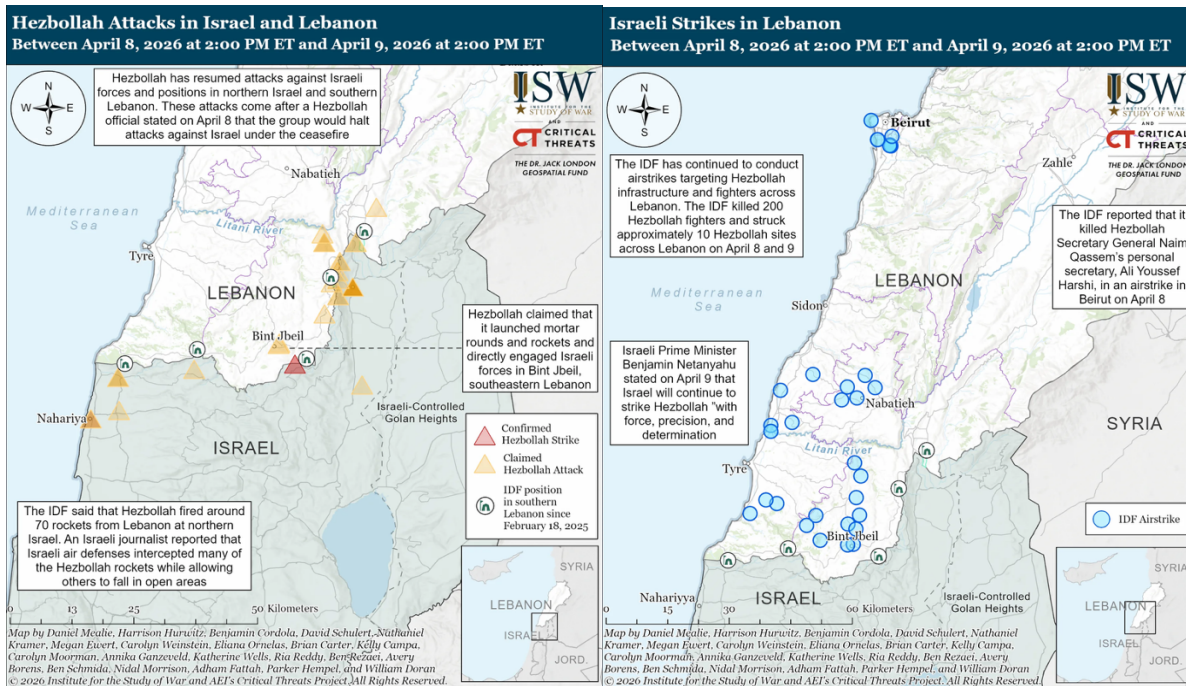 Hezbollah Attacks in Israel and Lebanon
Between April 8, 2026 at 2:00 PM ET and April 9, 2026 at 2:00 PM ET
N
W
E
S
Hezbollah has resumed attacks against Israeli
forces and positions in northern Israel and southern
Lebanon. These attacks come after a Hezbollah
official stated on April 8 that the group would halt
attacks against Israel under the ceasefire
ISW
INSTITUTE FOR THE
STUDY OF WAR
AND
CT CRITICAL
THREATS
THE DR. JACK LONDON
GEOSPATIAL FUND
Nabatieh
Mediterranean
Sea
Litani River
Tyre
LEBANON
Bint Jbeil
Hezbollah claimed that
it launched mortar
rounds and rockets and
directly engaged Israeli
forces in Bint Jbeil,
southeastern Lebanon
Nahariya
Israeli-Controlled
Golan Heights
ISRAEL
Confirmed
Hezbollah Strike
Claimed
Hezbollah Attack
IDF position
in southern
Lebanon since
February 18, 2025
The IDF said that Hezbollah fired around
70 rockets from Lebanon at northern
Israel. An Israeli journalist reported that
Israeli air defenses intercepted many of
the Hezbollah rockets while allowing
others to fall in open areas
0 13 25 50 Kilometers
SYRIA
LEBANON
ISRAEL
JORD.
Map by Daniel Mealie, Harrison Hurwitz, Benjamin Cordola, David Schulert, Nathaniel
Kramer, Megan Ewert, Carolyn Weinstein, Eliana Ornelas, Brian Carter, Kelly Campa,
Carolyn Moorman, Annika Ganzeveld, Katherine Wells, Ria Reddy, Ben Rezaei, Avery
Borens, Ben Schmida, Nidal Morrison, Adham Fattah, Parker Hempel, and William Doran
© 2026 Institute for the Study of War and AEI's Critical Threats Project. All Rights Reserved.
Israeli Strikes in Lebanon
Between April 8, 2026 at 2:00 PM ET and April 9, 2026 at 2:00 PM ET
N
W
E
S
Beirut
ISW
INSTITUTE FOR THE
STUDY OF WAR
AND
CT CRITICAL
THREATS
THE DR. JACK LONDON
GEOSPATIAL FUND
Zahle
The IDF has continued to conduct
airstrikes targeting Hezbollah
infrastructure and fighters across
Lebanon. The IDF killed 200
Hezbollah fighters and struck
approximately 10 Hezbollah sites
across Lebanon on April 8 and 9
The IDF reported that it
killed Hezbollah
Secretary General Naim
Qassem's personal
secretary, Ali Youssef
Harshi, in an airstrike in
Beirut on April 8
LEBANON
Mediterranean
Sea
Sidon
Israeli Prime Minister
Benjamin Netanyahu
stated on April 9 that
Israel will continue to
strike Hezbollah "with
force, precision, and
determination
Nabatieh
SYRIA
Litani River
Tyre
IDF Airstrike
Bint Jbeil
Nahariyya
ISRAEL
Israeli-Controlled
Golan Heights
0 15 30 60 Kilometers
SYRIA
LEBANON
ISRAEL
JORD.
Map by Daniel Mealie, Harrison Hurwitz, Benjamin Cordola, David Schulert, Nathaniel
Kramer, Megan Ewert, Carolyn Weinstein, Eliana Ornelas, Brian Carter, Kelly Campa,
Carolyn Moorman, Annika Ganzeveld, Katherine Wells, Ria Reddy, Ben Rezaei, Avery
Borens, Ben Schmida, Nidal Morrison, Adham Fattah, Parker Hempel, and William Doran
© 2026 Institute for the Study of War and AEI's Critical Threats Project. All Rights Reserved.